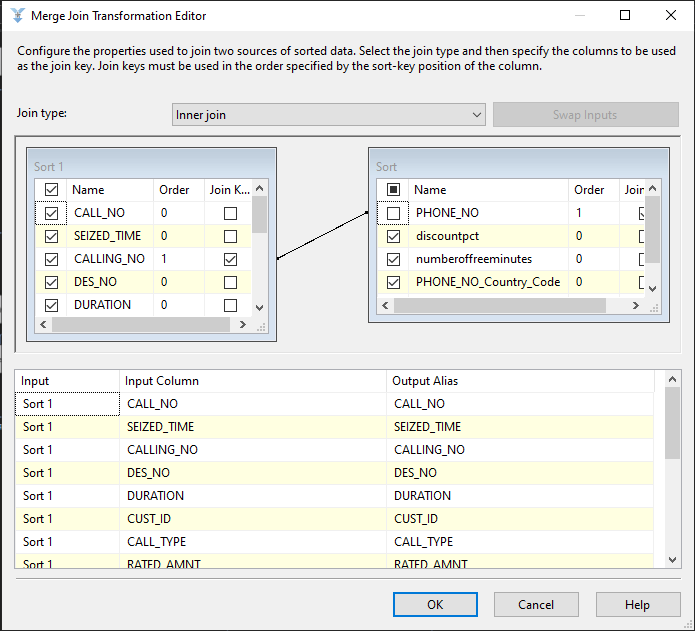 Merge Join Transformation Editor
Configure the properties used to join two sources of sorted data. Select the join type and then specify the columns to be used
as the join key. Join keys must be used in the order specified by the sort-key position of the column.
Join type:
Inner join
Swap Inputs
Sort 1
Name Order Join K...
CALL_NO 0
SEIZED_TIME 0
CALLING_NO 1
DES_NO 0
DURATION 0
Sort
Name Order Join
PHONE_NO 1
discountpct 0
numberoffreeminutes 0
PHONE_NO_Country_Code 0
Input Input Column Output Alias
Sort 1 CALL_NO CALL_NO
Sort 1 SEIZED_TIME SEIZED_TIME
Sort 1 CALLING_NO CALLING_NO
Sort 1 DES_NO DES_NO
Sort 1 DURATION DURATION
Sort 1 CUST_ID CUST_ID
Sort 1 CALL_TYPE CALL_TYPE
Sort 1 RATED_AMNT RATED_AMNT
OK
Cancel
Help